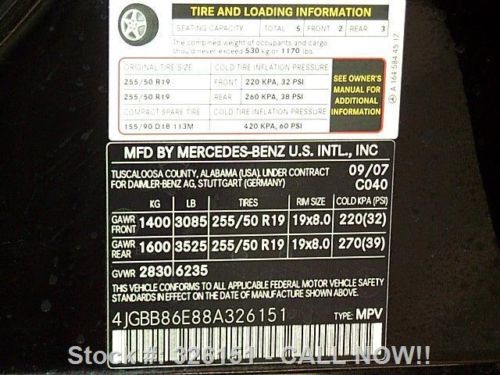 TIRE AND LOADING INFORMATION
SEATING CAPACITY TOTAL 5 FRONT 2 REAR 3
The combined weight of occupants and cargo
should never exceed 530 kg or 1170 lbs.
ORIGINAL TIRE SIZE COLD TIRE INFLATION PRESSURE
255/50 R19 FRONT 220 KPA, 32 PSI
255/50 R19 REAR 260 KPA, 38 PSI
COMPACT SPARE TIRE COLD TIRE INFLATION PRESSURE
155/90 D18 113M 420 KPA, 60 PSI
SEE OWNER'S
MANUAL FOR
ADDITIONAL
INFORMATION
A 164 584 45 17
MFD BY MERCEDES-BENZ U.S. INTL., INC
TUSCALOOSA COUNTY, ALABAMA (USA), UNDER CONTRACT
FOR DAIMLER-BENZ AG, STUTTGART (GERMANY)
09/07
C040
KG LB TIRES RIM SIZE COLD KPA (PSI)
GAWR FRONT 1400 3085 255/50 R19 19x8.0 220(32)
GAWR REAR 1600 3525 255/50 R19 19x8.0 270(39)
GVWR 2830 6235
THIS VEHICLE CONFORMS TO ALL APPLICABLE FEDERAL MOTOR VEHICLE SAFETY
STANDARDS IN EFFECT ON THE DATE OF MANUFACTURE SHOWN ABOVE.
4JGBB86E88A326151 TYPE: MPV
Stock #: 326151 - CALL NOW!!